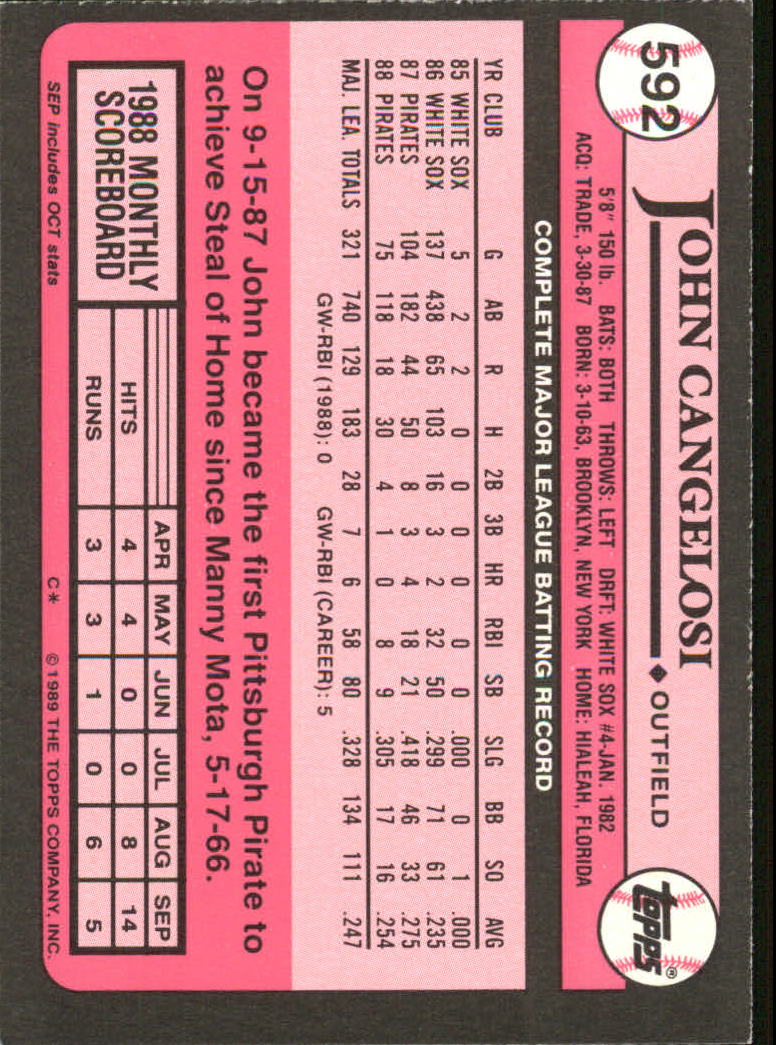 592
JOHN CANGELOSI ◆ OUTFIELD
topps®
5'8" 150 lb. BATS: BOTH THROWS: LEFT DRFT: WHITE SOX #4-JAN. 1982
ACQ: TRADE, 3-30-87 BORN: 3-10-63, BROOKLYN, NEW YORK HOME: HIALEAH, FLORIDA
COMPLETE MAJOR LEAGUE BATTING RECORD
YR CLUB G AB R H 2B 3B HR RBI SB SLG BB SO AVG
85 WHITE SOX 5 2 2 0 0 0 0 0 0 .000 0 1 .000
86 WHITE SOX 137 438 65 103 16 3 2 32 50 .299 71 61 .235
87 PIRATES 104 182 44 50 8 3 4 18 21 .418 46 33 .275
88 PIRATES 75 118 18 30 4 1 0 8 9 .305 17 16 .254
MAJ. LEA. TOTALS 321 740 129 183 28 7 6 58 80 .328 134 111 .247
GW-RBI (1988): 0 GW-RBI (CAREER): 5
On 9-15-87 John became the first Pittsburgh Pirate to
achieve Steal of Home since Manny Mota, 5-17-66.
1988 MONTHLY
SCOREBOARD
APR MAY JUN JUL AUG SEP
HITS 4 4 0 0 8 14
RUNS 3 3 1 0 6 5
SEP includes OCT stats C* © 1989 THE TOPPS COMPANY, INC.